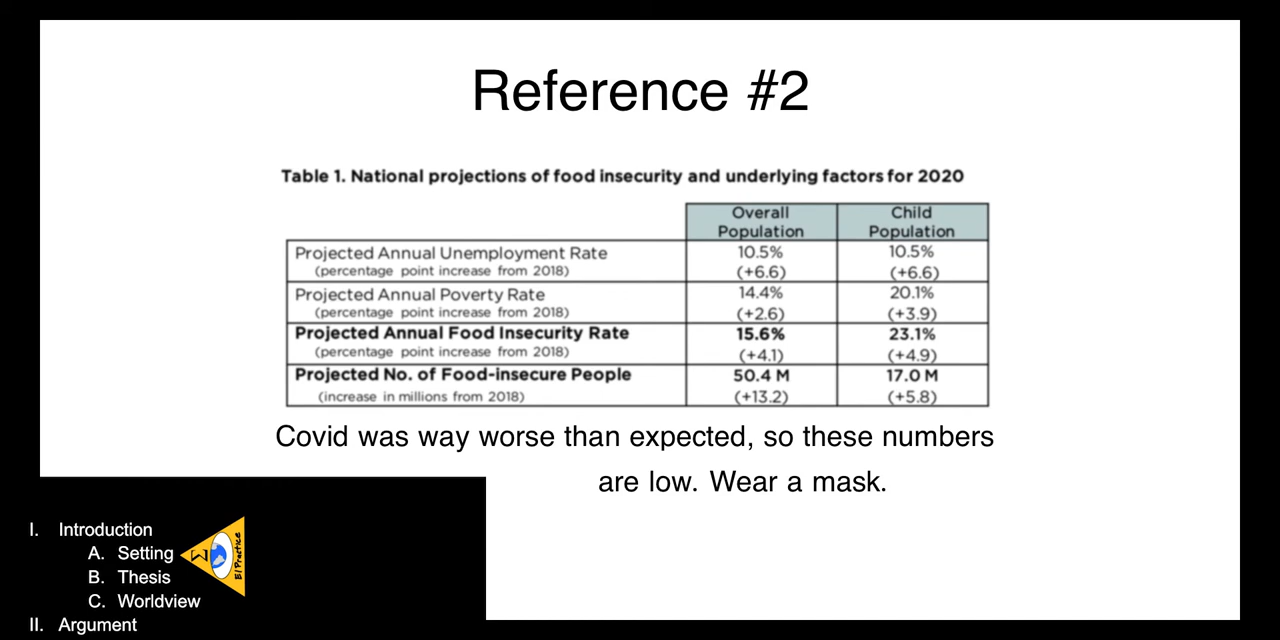 Reference #2
Table 1. National projections of food insecurity and underlying factors for 2020
Overall Population
Child Population
Projected Annual Unemployment Rate 10.5% 10.5%
(percentage point increase from 2018) (+6.6) (+6.6)
Projected Annual Poverty Rate 14.4% 20.1%
(percentage point increase from 2018) (+2.6) (+3.9)
Projected Annual Food Insecurity Rate 15.6% 23.1%
(percentage point increase from 2018) (+4.1) (+4.9)
Projected No. of Food-insecure People 50.4 M 17.0 M
(increase in millions from 2018) (+13.2) (+5.8)
Covid was way worse than expected, so these numbers
are low. Wear a mask.
I. Introduction
A. Setting
B. Thesis
C. Worldview
II. Argument
El Practice